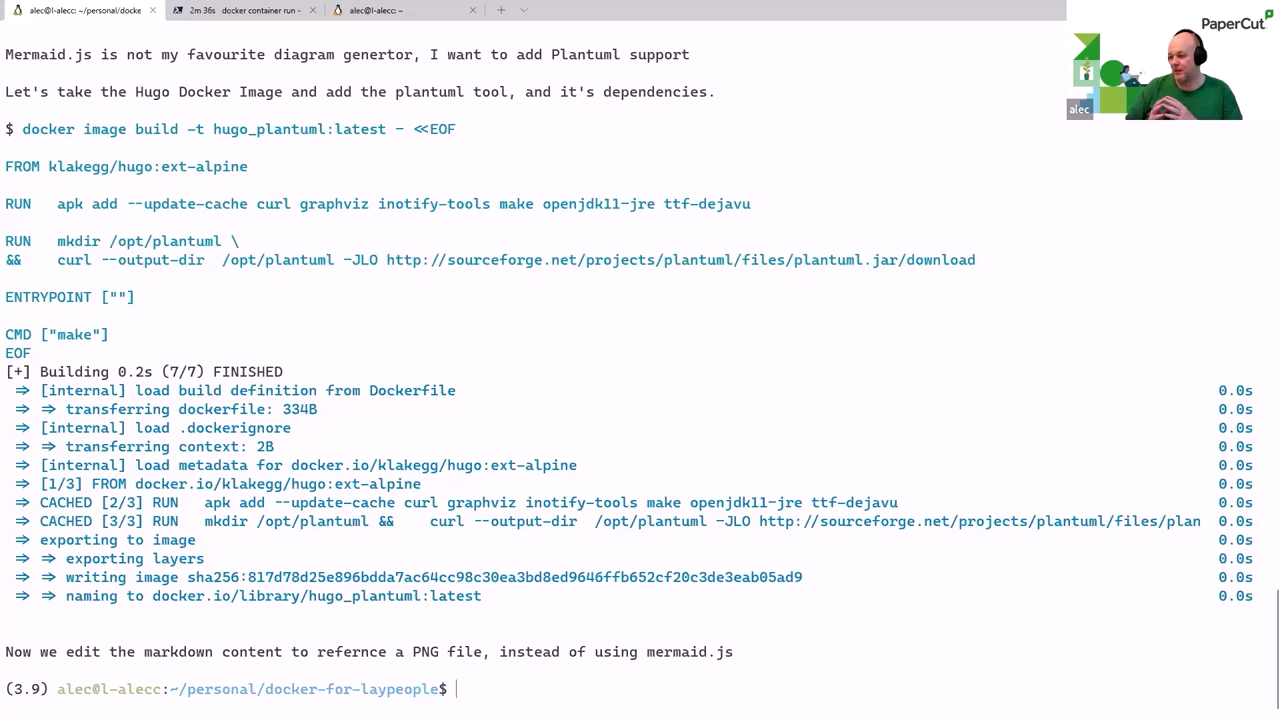 alec@l-alecc: ~/personal/docke
2m 36s docker container run -
alec@l-alecc: ~
PaperCut
alec
Mermaid.js is not my favourite diagram genertor, I want to add Plantuml support
Let's take the Hugo Docker Image and add the plantuml tool, and it's dependencies.
$ docker image build -t hugo_plantuml:latest - <<EOF
FROM klakegg/hugo:ext-alpine
RUN   apk add --update-cache curl graphviz inotify-tools make openjdk11-jre ttf-dejavu
RUN   mkdir /opt/plantuml \
&&    curl --output-dir  /opt/plantuml -JLO http://sourceforge.net/projects/plantuml/files/plantuml.jar/download
ENTRYPOINT [""]
CMD ["make"]
EOF
[+] Building 0.2s (7/7) FINISHED
=> [internal] load build definition from Dockerfile 0.0s
=> => transferring dockerfile: 334B 0.0s
=> [internal] load .dockerignore 0.0s
=> => transferring context: 2B 0.0s
=> [internal] load metadata for docker.io/klakegg/hugo:ext-alpine 0.0s
=> [1/3] FROM docker.io/klakegg/hugo:ext-alpine 0.0s
=> CACHED [2/3] RUN   apk add --update-cache curl graphviz inotify-tools make openjdk11-jre ttf-dejavu 0.0s
=> CACHED [3/3] RUN   mkdir /opt/plantuml &&    curl --output-dir  /opt/plantuml -JLO http://sourceforge.net/projects/plantuml/files/plan 0.0s
=> exporting to image 0.0s
=> => exporting layers 0.0s
=> => writing image sha256:817d78d25e896bdda7ac64cc98c30ea3bd8ed9646ffb652cf20c3de3eab05ad9 0.0s
=> => naming to docker.io/library/hugo_plantuml:latest 0.0s
Now we edit the markdown content to refernce a PNG file, instead of using mermaid.js
(3.9) alec@l-alecc:~/personal/docker-for-laypeople$